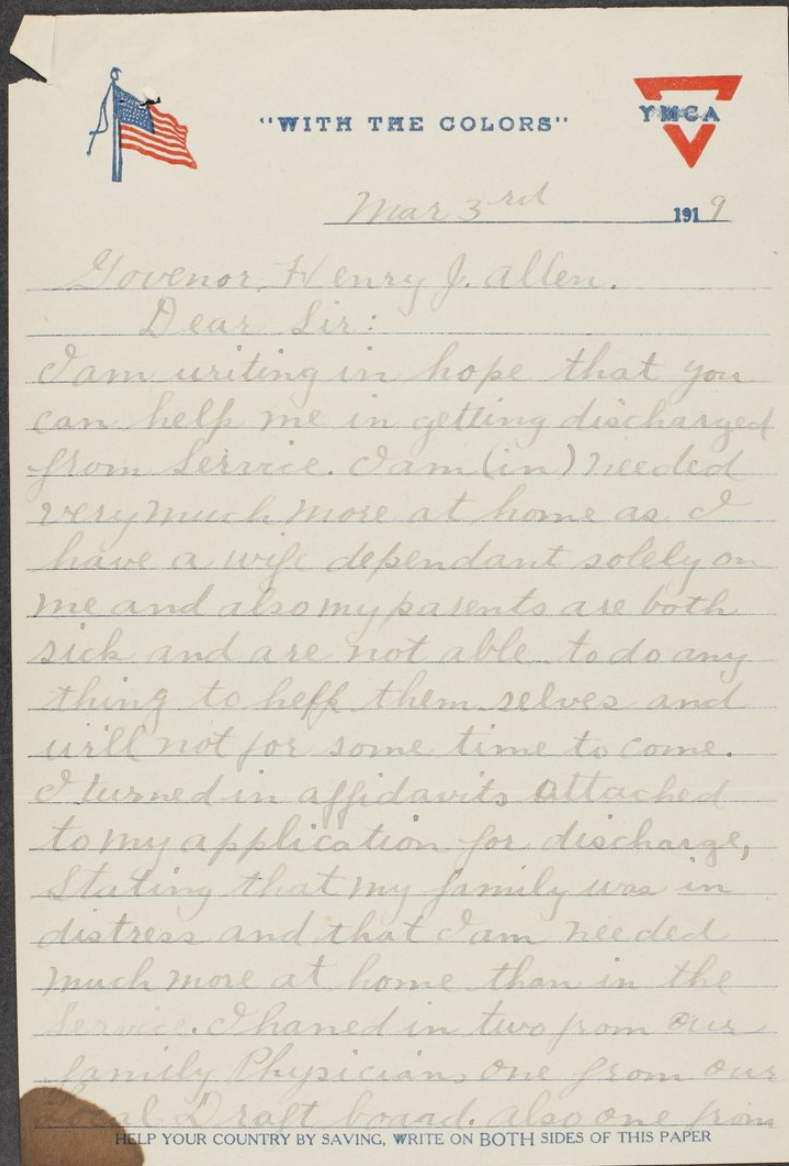 "WITH THE COLORS"
YMCA
Mar 3rd 1919
Govenor, Henry J. Allen.
Dear Sir:
I am writing in hope that you
can help me in getting discharged
from Service. I am (in) needed
very much more at home as I
have a wife dependant solely on
me and also my parents are both
sick and are not able to do any
thing to help them selves and
will not for some time to come.
I turned in affidavits attached
to my application for discharge,
Stating that my family was in
distress and that I am needed
much more at home than in the
Service. I haned in two from our
family Physicians one from our
Local Draft board. also one from
HELP YOUR COUNTRY BY SAVING, WRITE ON BOTH SIDES OF THIS PAPER